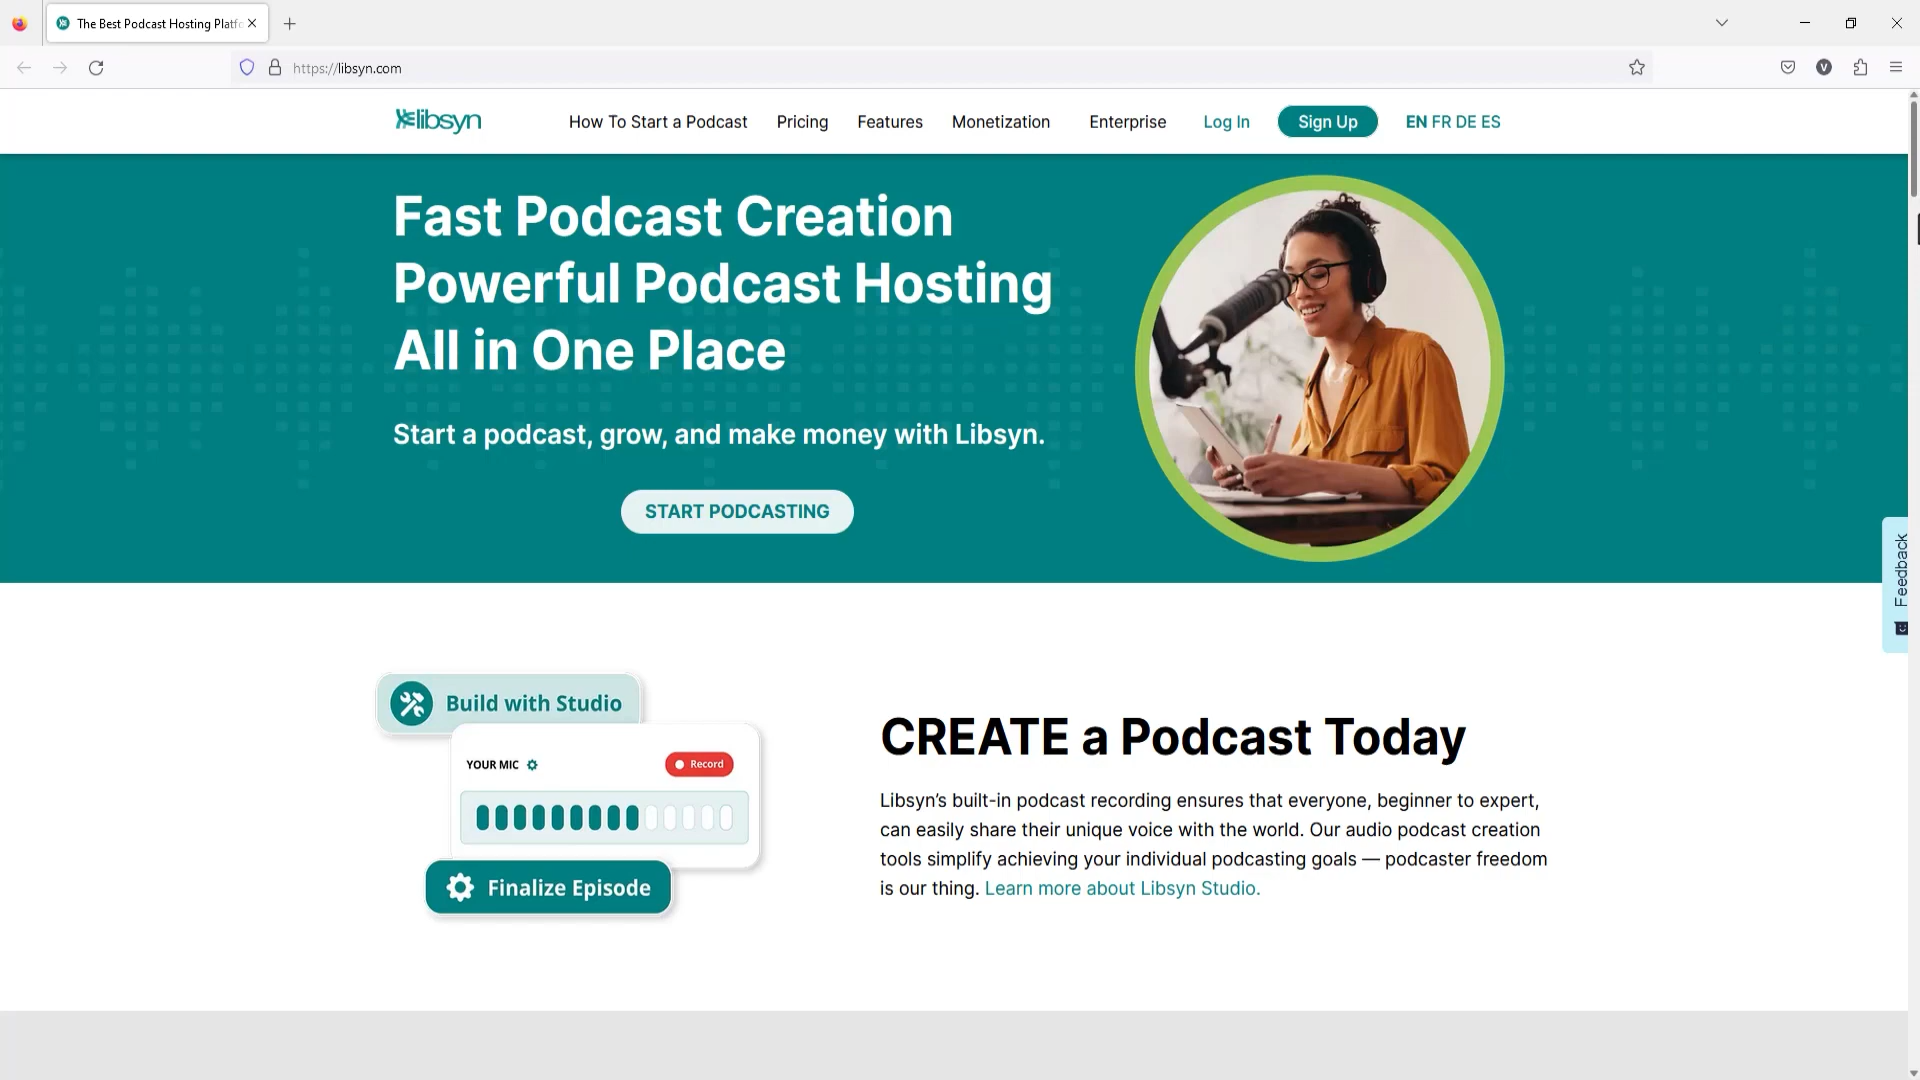 The Best Podcast Hosting Platfo
https://libsyn.com
libsyn
How To Start a Podcast
Pricing
Features
Monetization
Enterprise
Log In
Sign Up
EN FR DE ES
Fast Podcast Creation
Powerful Podcast Hosting
All in One Place
Start a podcast, grow, and make money with Libsyn.
START PODCASTING
Feedback
Build with Studio
YOUR MIC
Record
Finalize Episode
CREATE a Podcast Today
Libsyn’s built-in podcast recording ensures that everyone, beginner to expert,
can easily share their unique voice with the world. Our audio podcast creation
tools simplify achieving your individual podcasting goals — podcaster freedom
is our thing. Learn more about Libsyn Studio.